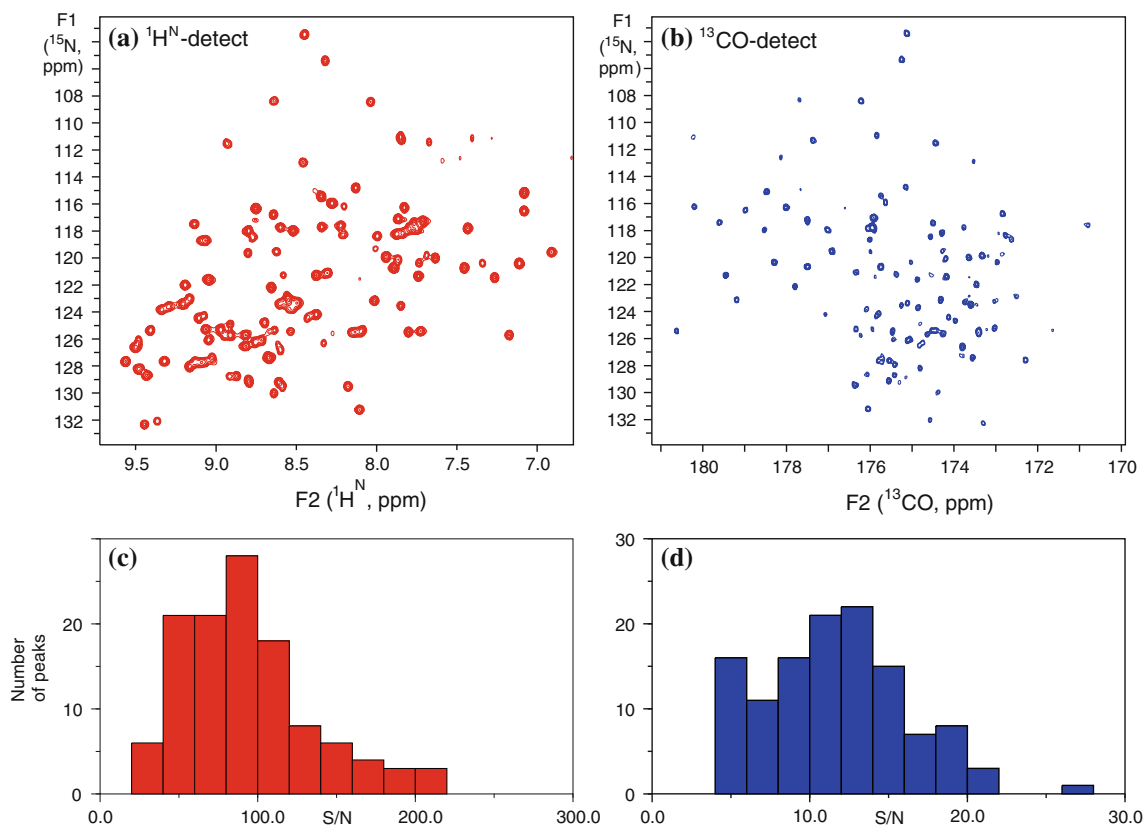 F1
(¹⁵N,
ppm)
(a) ¹Hᴺ-detect
108
110
112
114
116
118
120
122
124
126
128
130
132
9.5 9.0 8.5 8.0 7.5 7.0
F2 (¹Hᴺ, ppm)
F1
(¹⁵N,
ppm)
(b) ¹³CO-detect
108
110
112
114
116
118
120
122
124
126
128
130
132
180 178 176 174 172 170
F2 (¹³CO, ppm)
(c)
Number
of peaks
20
10
0
0.0 100.0 S/N 200.0 300.0
(d)
30
20
10
0
0.0 10.0 S/N 20.0 30.0